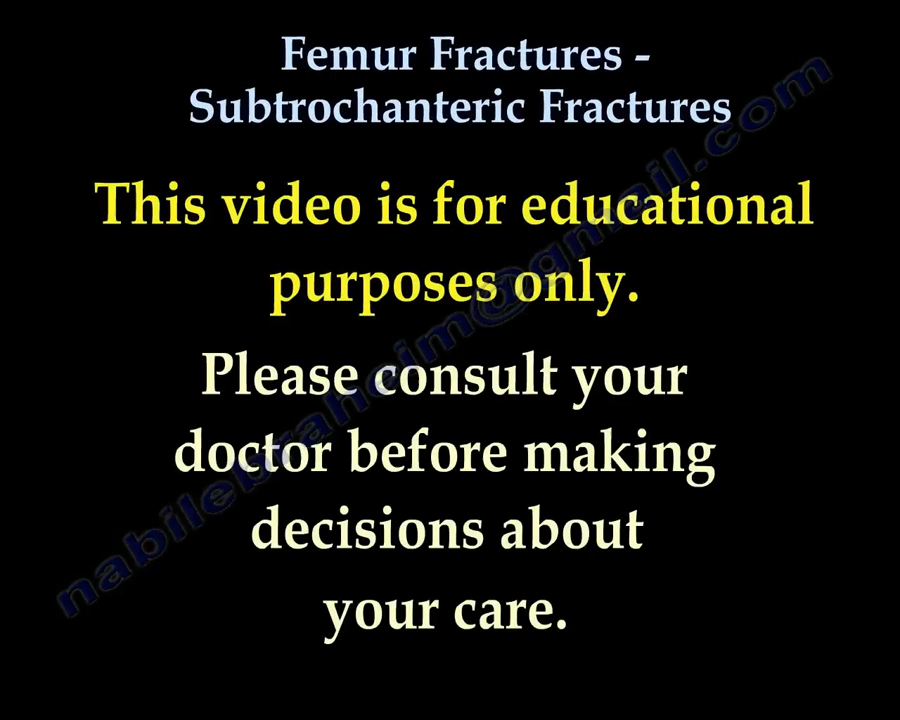 Femur Fractures -
Subtrochanteric Fractures
This video is for educational
purposes only.
Please consult your
doctor before making
decisions about
your care.
nabilebraheim@gmail.com